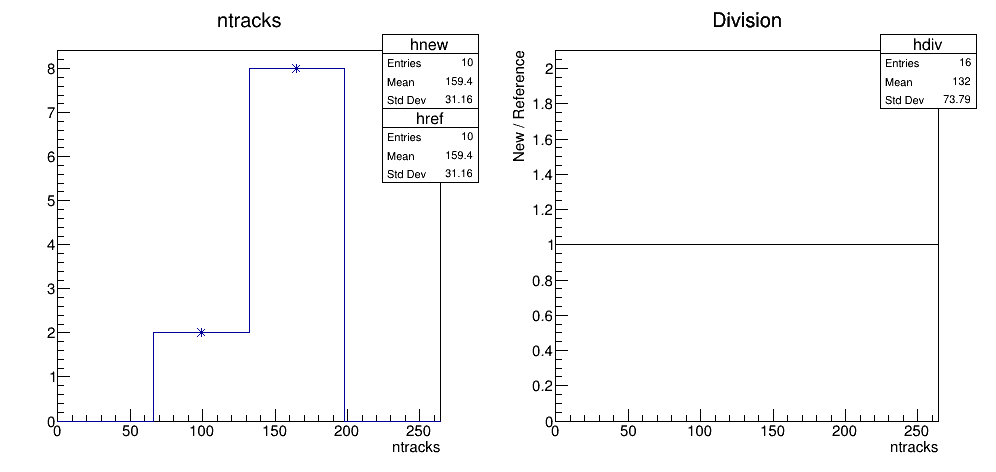 ntracks
hnew
Entries 10
Mean 159.4
Std Dev 31.16
href
Entries 10
Mean 159.4
Std Dev 31.16
8
7
6
5
4
3
2
1
0
0 50 100 150 200 250
ntracks
Division
hdiv
Entries 16
Mean 132
Std Dev 73.79
New / Reference
2
1.8
1.6
1.4
1.2
1
0.8
0.6
0.4
0.2
0
0 50 100 150 200 250
ntracks